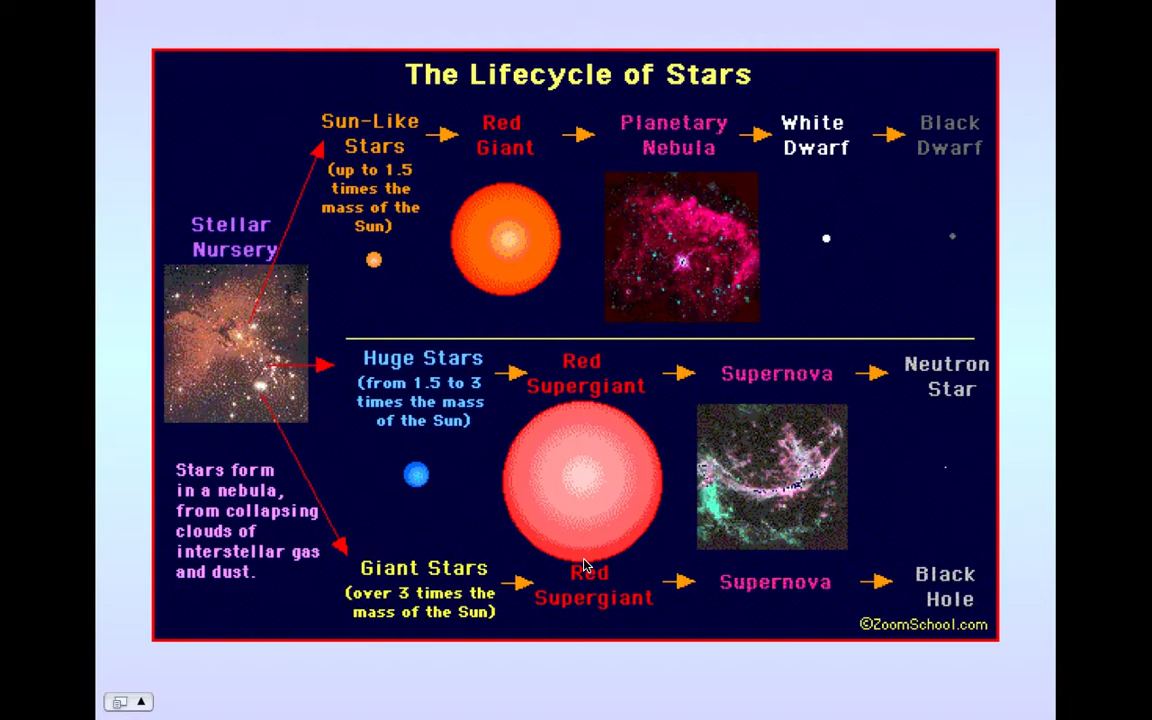 The Lifecycle of Stars
Sun-Like
Stars
(up to 1.5
times the
mass of the
Sun)
Red
Giant
Planetary
Nebula
White
Dwarf
Black
Dwarf
Stellar
Nursery
Stars form
in a nebula,
from collapsing
clouds of
interstellar gas
and dust.
Huge Stars
(from 1.5 to 3
times the mass
of the Sun)
Red
Supergiant
Supernova
Neutron
Star
Giant Stars
(over 3 times the
mass of the Sun)
Red
Supergiant
Supernova
Black
Hole
©ZoomSchool.com